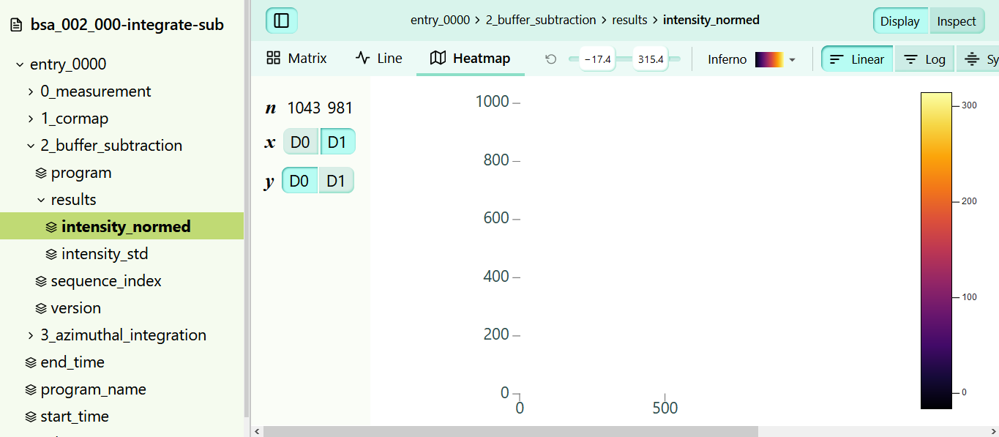 bsa_002_000-integrate-sub
entry_0000
0_measurement
1_cormap
2_buffer_subtraction
program
results
intensity_normed
intensity_std
sequence_index
version
3_azimuthal_integration
end_time
program_name
start_time
entry_0000 › 2_buffer_subtraction › results › intensity_normed
Display Inspect
Matrix Line Heatmap −17.4 315.4 Inferno Linear Log Sy
n 1043 981
x D0 D1
y D0 D1
1000
800
600
400
200
0
0 500
300
200
100
0